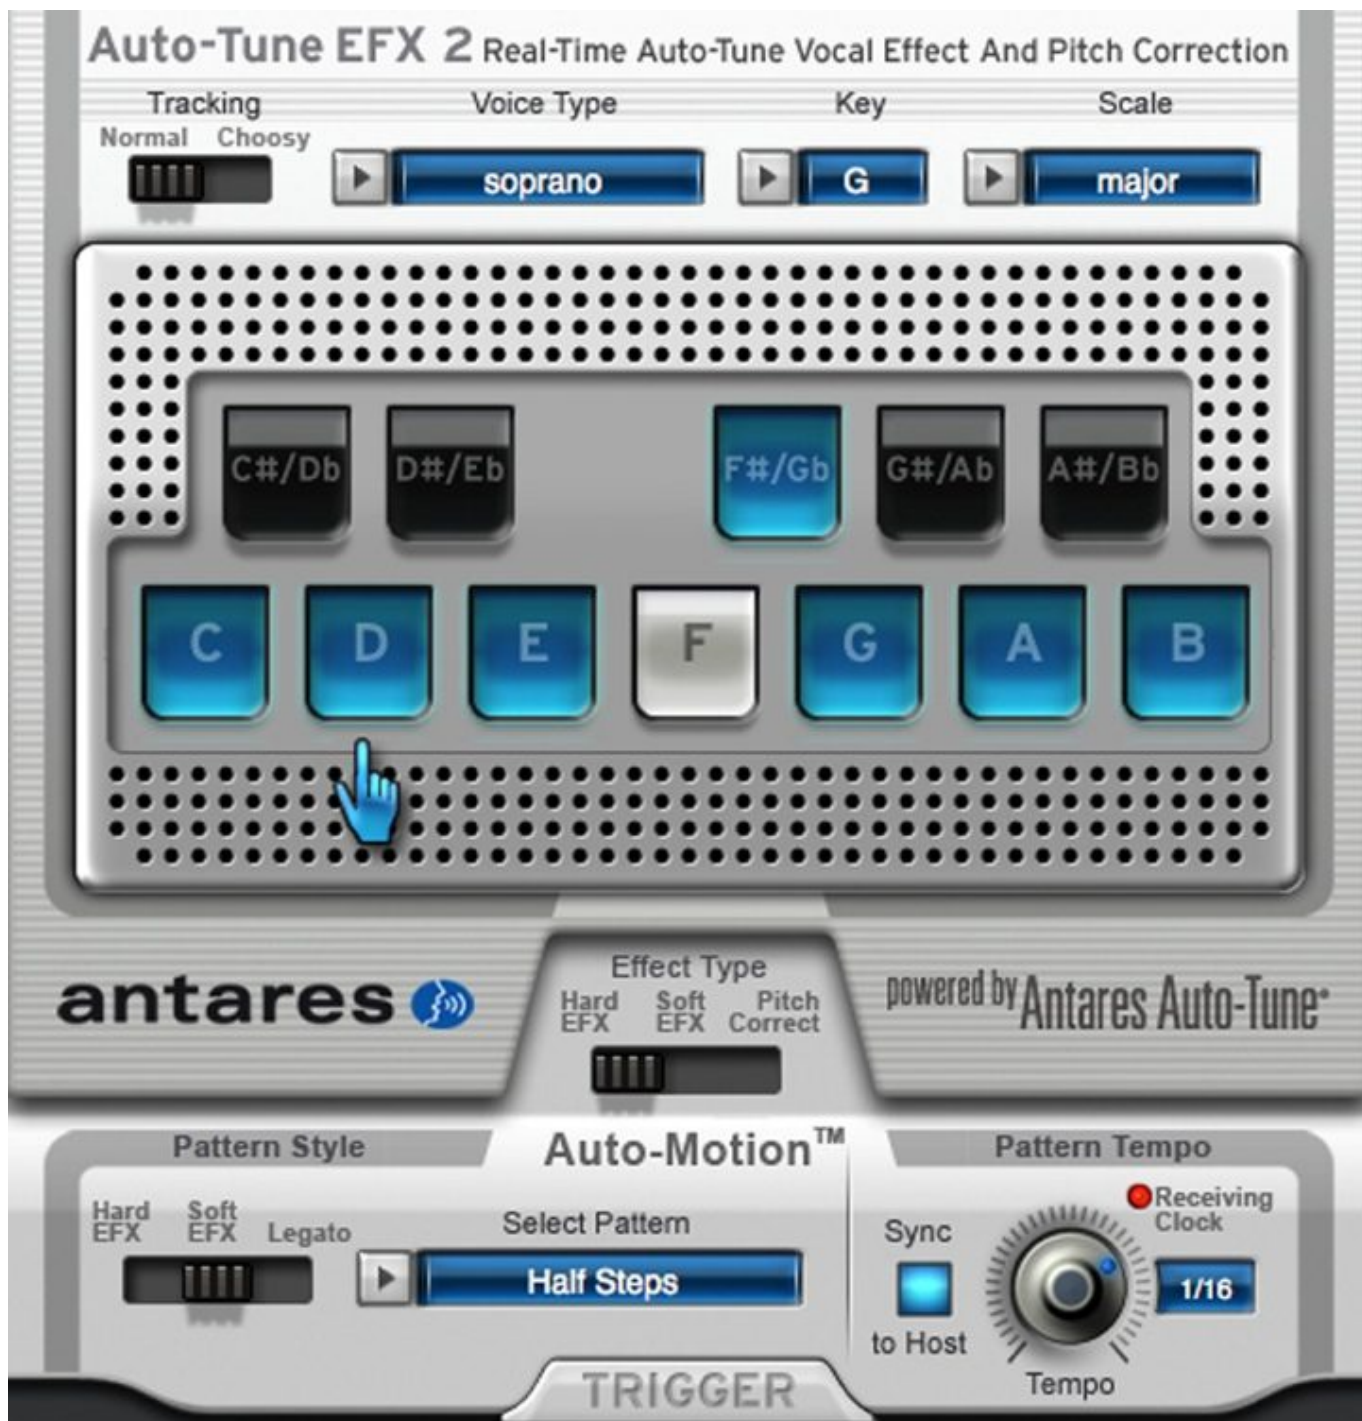 Auto-Tune EFX 2 Real-Time Auto-Tune Vocal Effect And Pitch Correction
Tracking Voice Type Key Scale
Normal Choosy
soprano G major
C#/Db D#/Eb F#/Gb G#/Ab A#/Bb
C D E F G A B
antares
Effect Type
Hard EFX Soft EFX Pitch Correct
powered by Antares Auto-Tune®
Pattern Style Auto-Motion™ Pattern Tempo
Hard EFX Soft EFX Legato
Select Pattern
Half Steps
Sync
to Host
Receiving
Clock
1/16
Tempo
TRIGGER